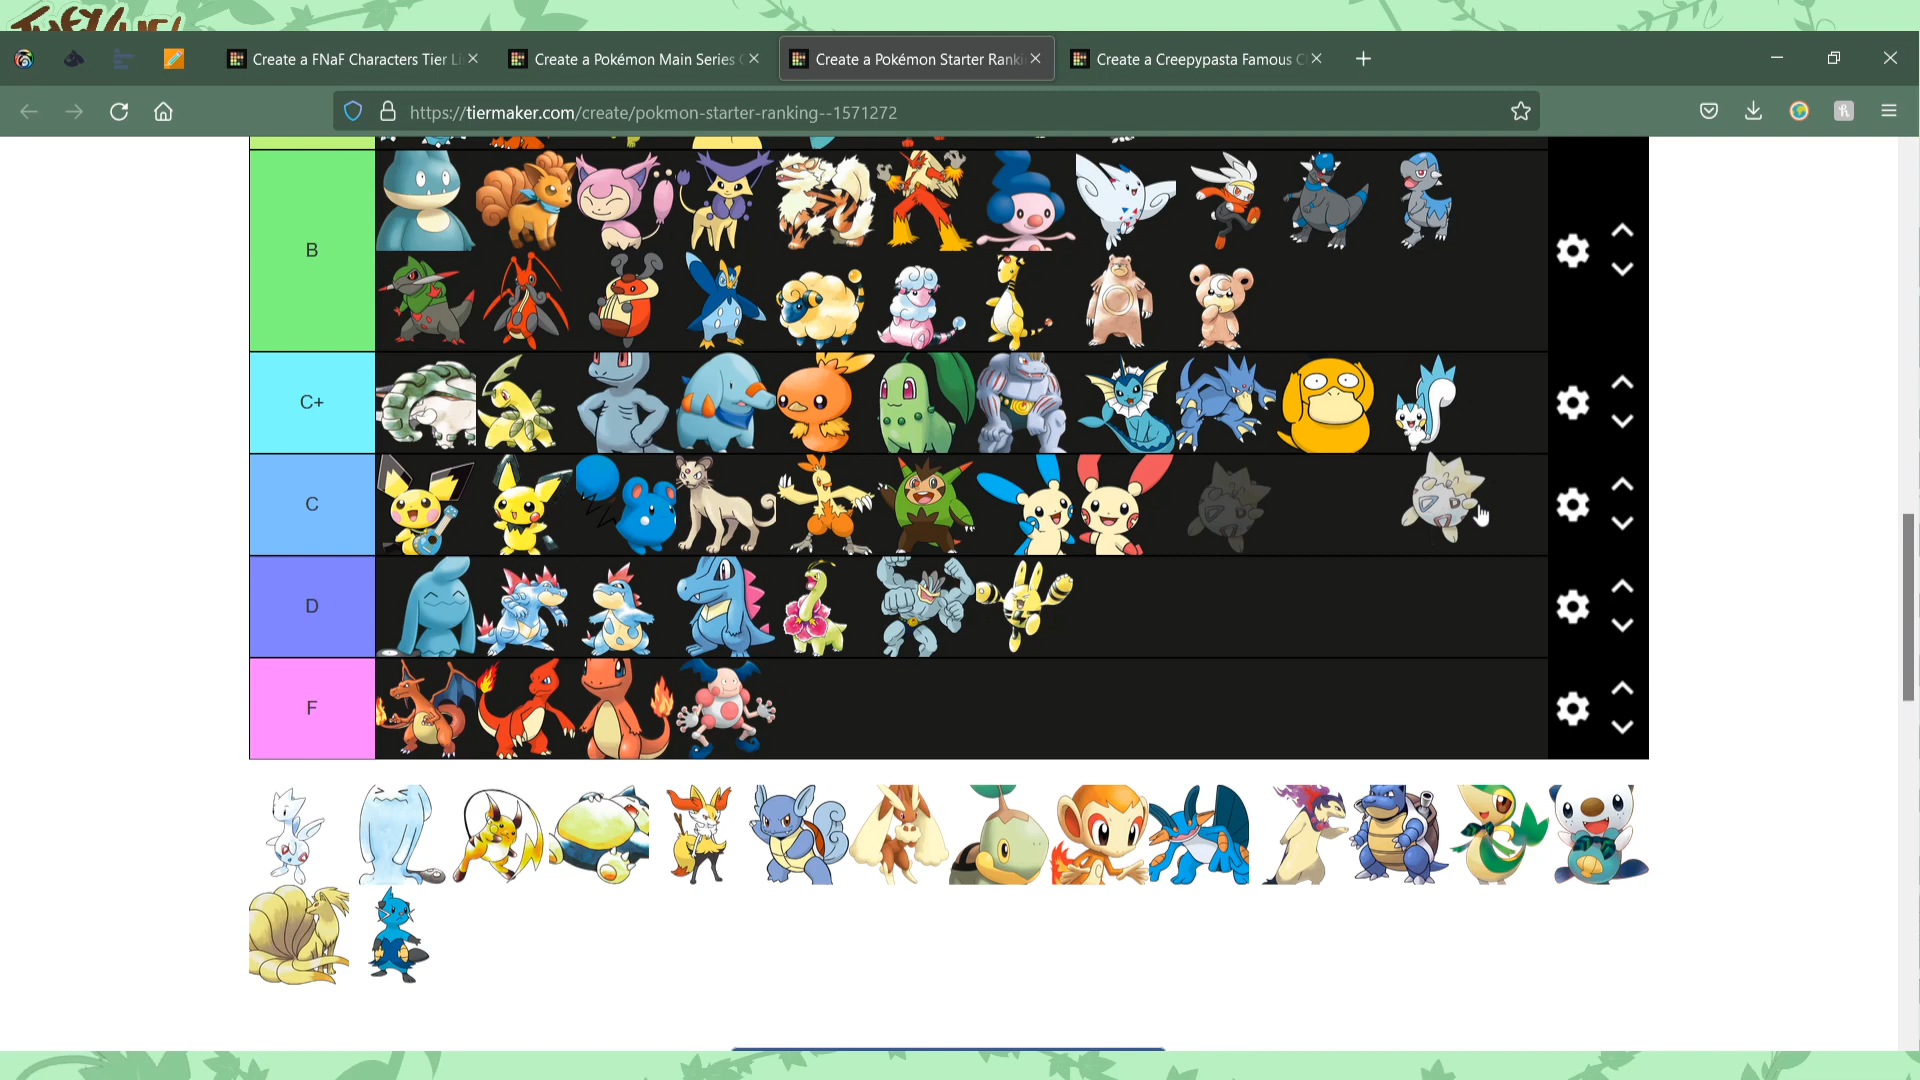 Create a FNaF Characters Tier Li
Create a Pokémon Main Series
Create a Pokémon Starter Ranki
Create a Creepypasta Famous
https://tiermaker.com/create/pokmon-starter-ranking--1571272
B
C+
C
D
F